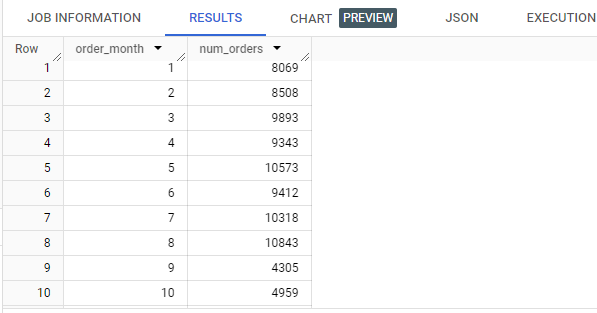 JOB INFORMATION RESULTS CHART PREVIEW JSON EXECUTION
Row order_month num_orders
1 1 8069
2 2 8508
3 3 9893
4 4 9343
5 5 10573
6 6 9412
7 7 10318
8 8 10843
9 9 4305
10 10 4959